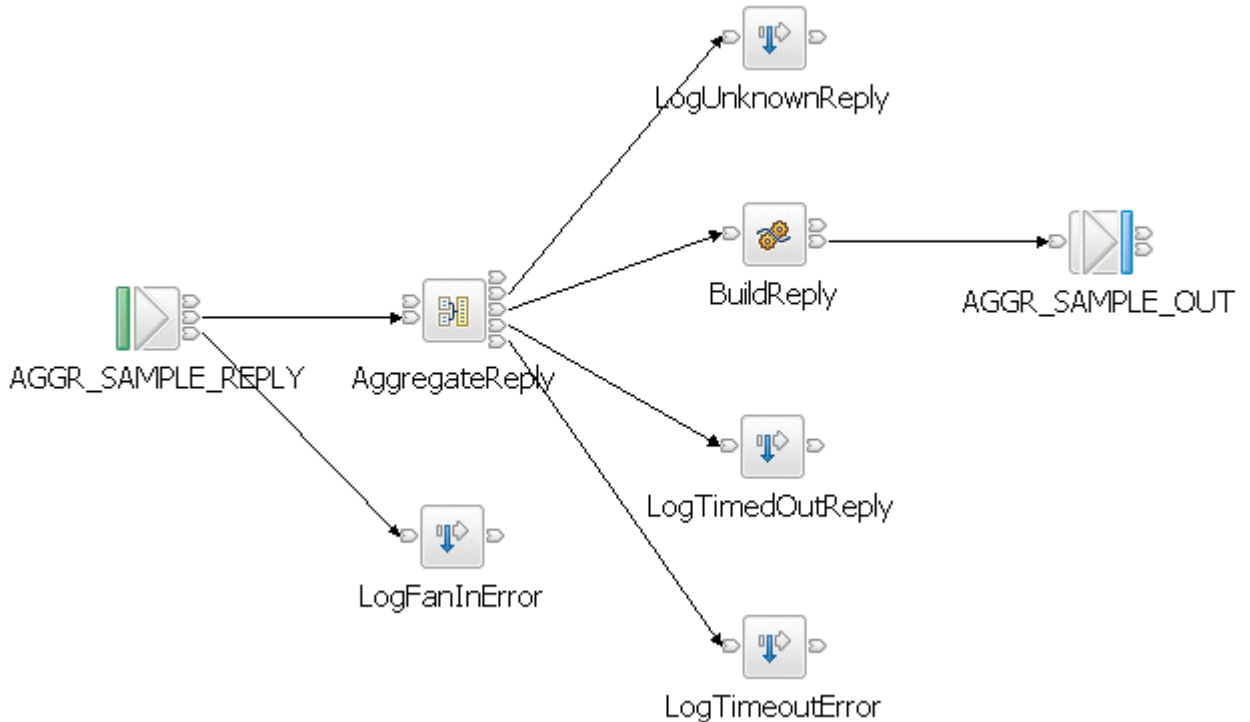 LogUnknownReply
BuildReply
AGGR_SAMPLE_OUT
AGGR_SAMPLE_REPLY
AggregateReply
LogTimedOutReply
LogFanInError
LogTimeoutError